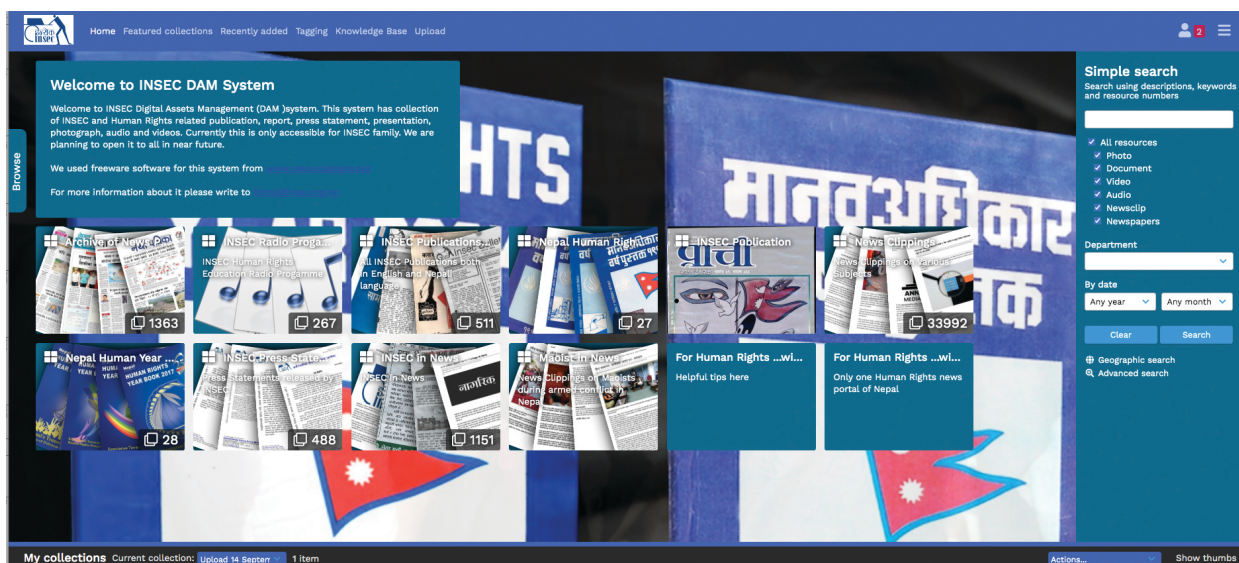 INSEC
Home Featured collections Recently added Tagging Knowledge Base Upload
2
Welcome to INSEC DAM System
Welcome to INSEC Digital Assets Management (DAM )system. This system has collection
of INSEC and Human Rights related publication, report, press statement, presentation,
photograph, audio and videos. Currently this is only accessible for INSEC family. We are
planning to open it to all in near future.
We used freeware software for this system from
For more information about it please write to
Browse
HTS
मानव अधिकार
Archive of News Pa...
1363
INSEC Radio Proga...
INSEC Human Rights
Education Radio Progamme
267
INSEC Publications,...
All INSEC Publications both
in English and Nepali
language
511
Nepal Human Right...
27
INSEC Publication
प्राची
News Clippings
News Clippings on Various
Subjects
33992
Nepal Human Year ...
HUMAN RIGHTS
YEAR BOOK 2017
28
INSEC Press State...
Press Statements released by
INSEC
488
INSEC in News
INSEC in News
नागरिक
1151
Maoist in News
News Clippings on Maoists
during armed conflict in
Nepal
For Human Rights ...wi...
Helpful tips here
For Human Rights ...wi...
Only one Human Rights news
portal of Nepal
Simple search
Search using descriptions, keywords
and resource numbers
All resources
Photo
Document
Video
Audio
Newsclip
Newspapers
Department
By date
Any year Any month
Clear Search
Geographic search
Advanced search
My collections Current collection: Upload 14 Septem 1 item
Actions... Show thumbs